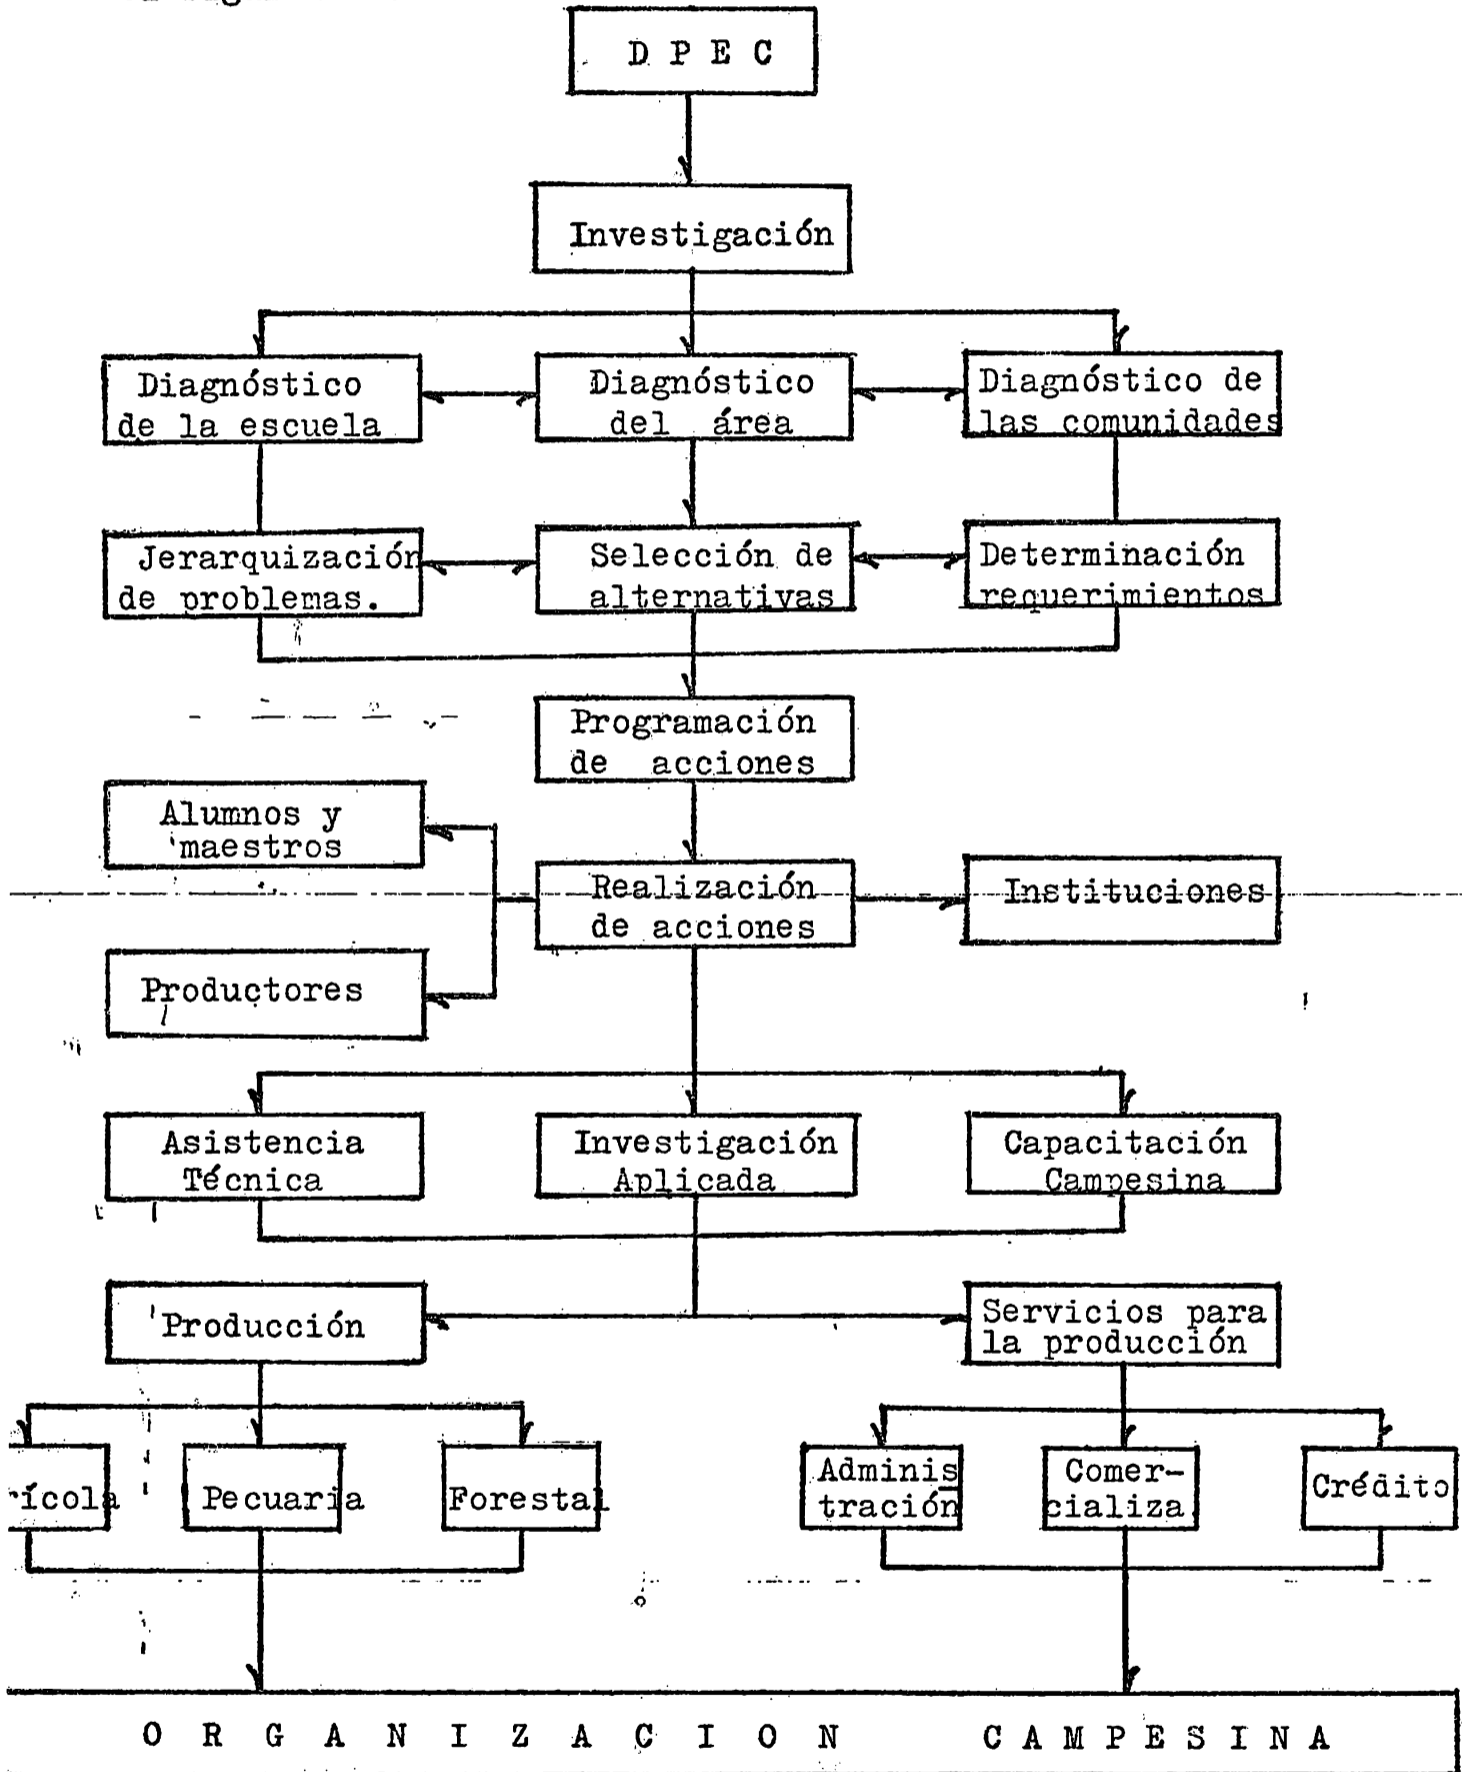 D P E C
Investigación
Diagnóstico
de la escuela
Diagnóstico
del área
Diagnóstico de
las comunidades
Jerarquización
de problemas.
Selección de
alternativas
Determinación
requerimientos
Programación
de acciones
Alumnos y
maestros
Realización
de acciones
Instituciones
Productores
Asistencia
Técnica
Investigación
Aplicada
Capacitación
Campesina
Producción
Servicios para
la producción
rícola
Pecuaria
Forestal
Adminis
tración
Comer-
cializa
Crédito
O R G A N I Z A C I O N C A M P E S I N A